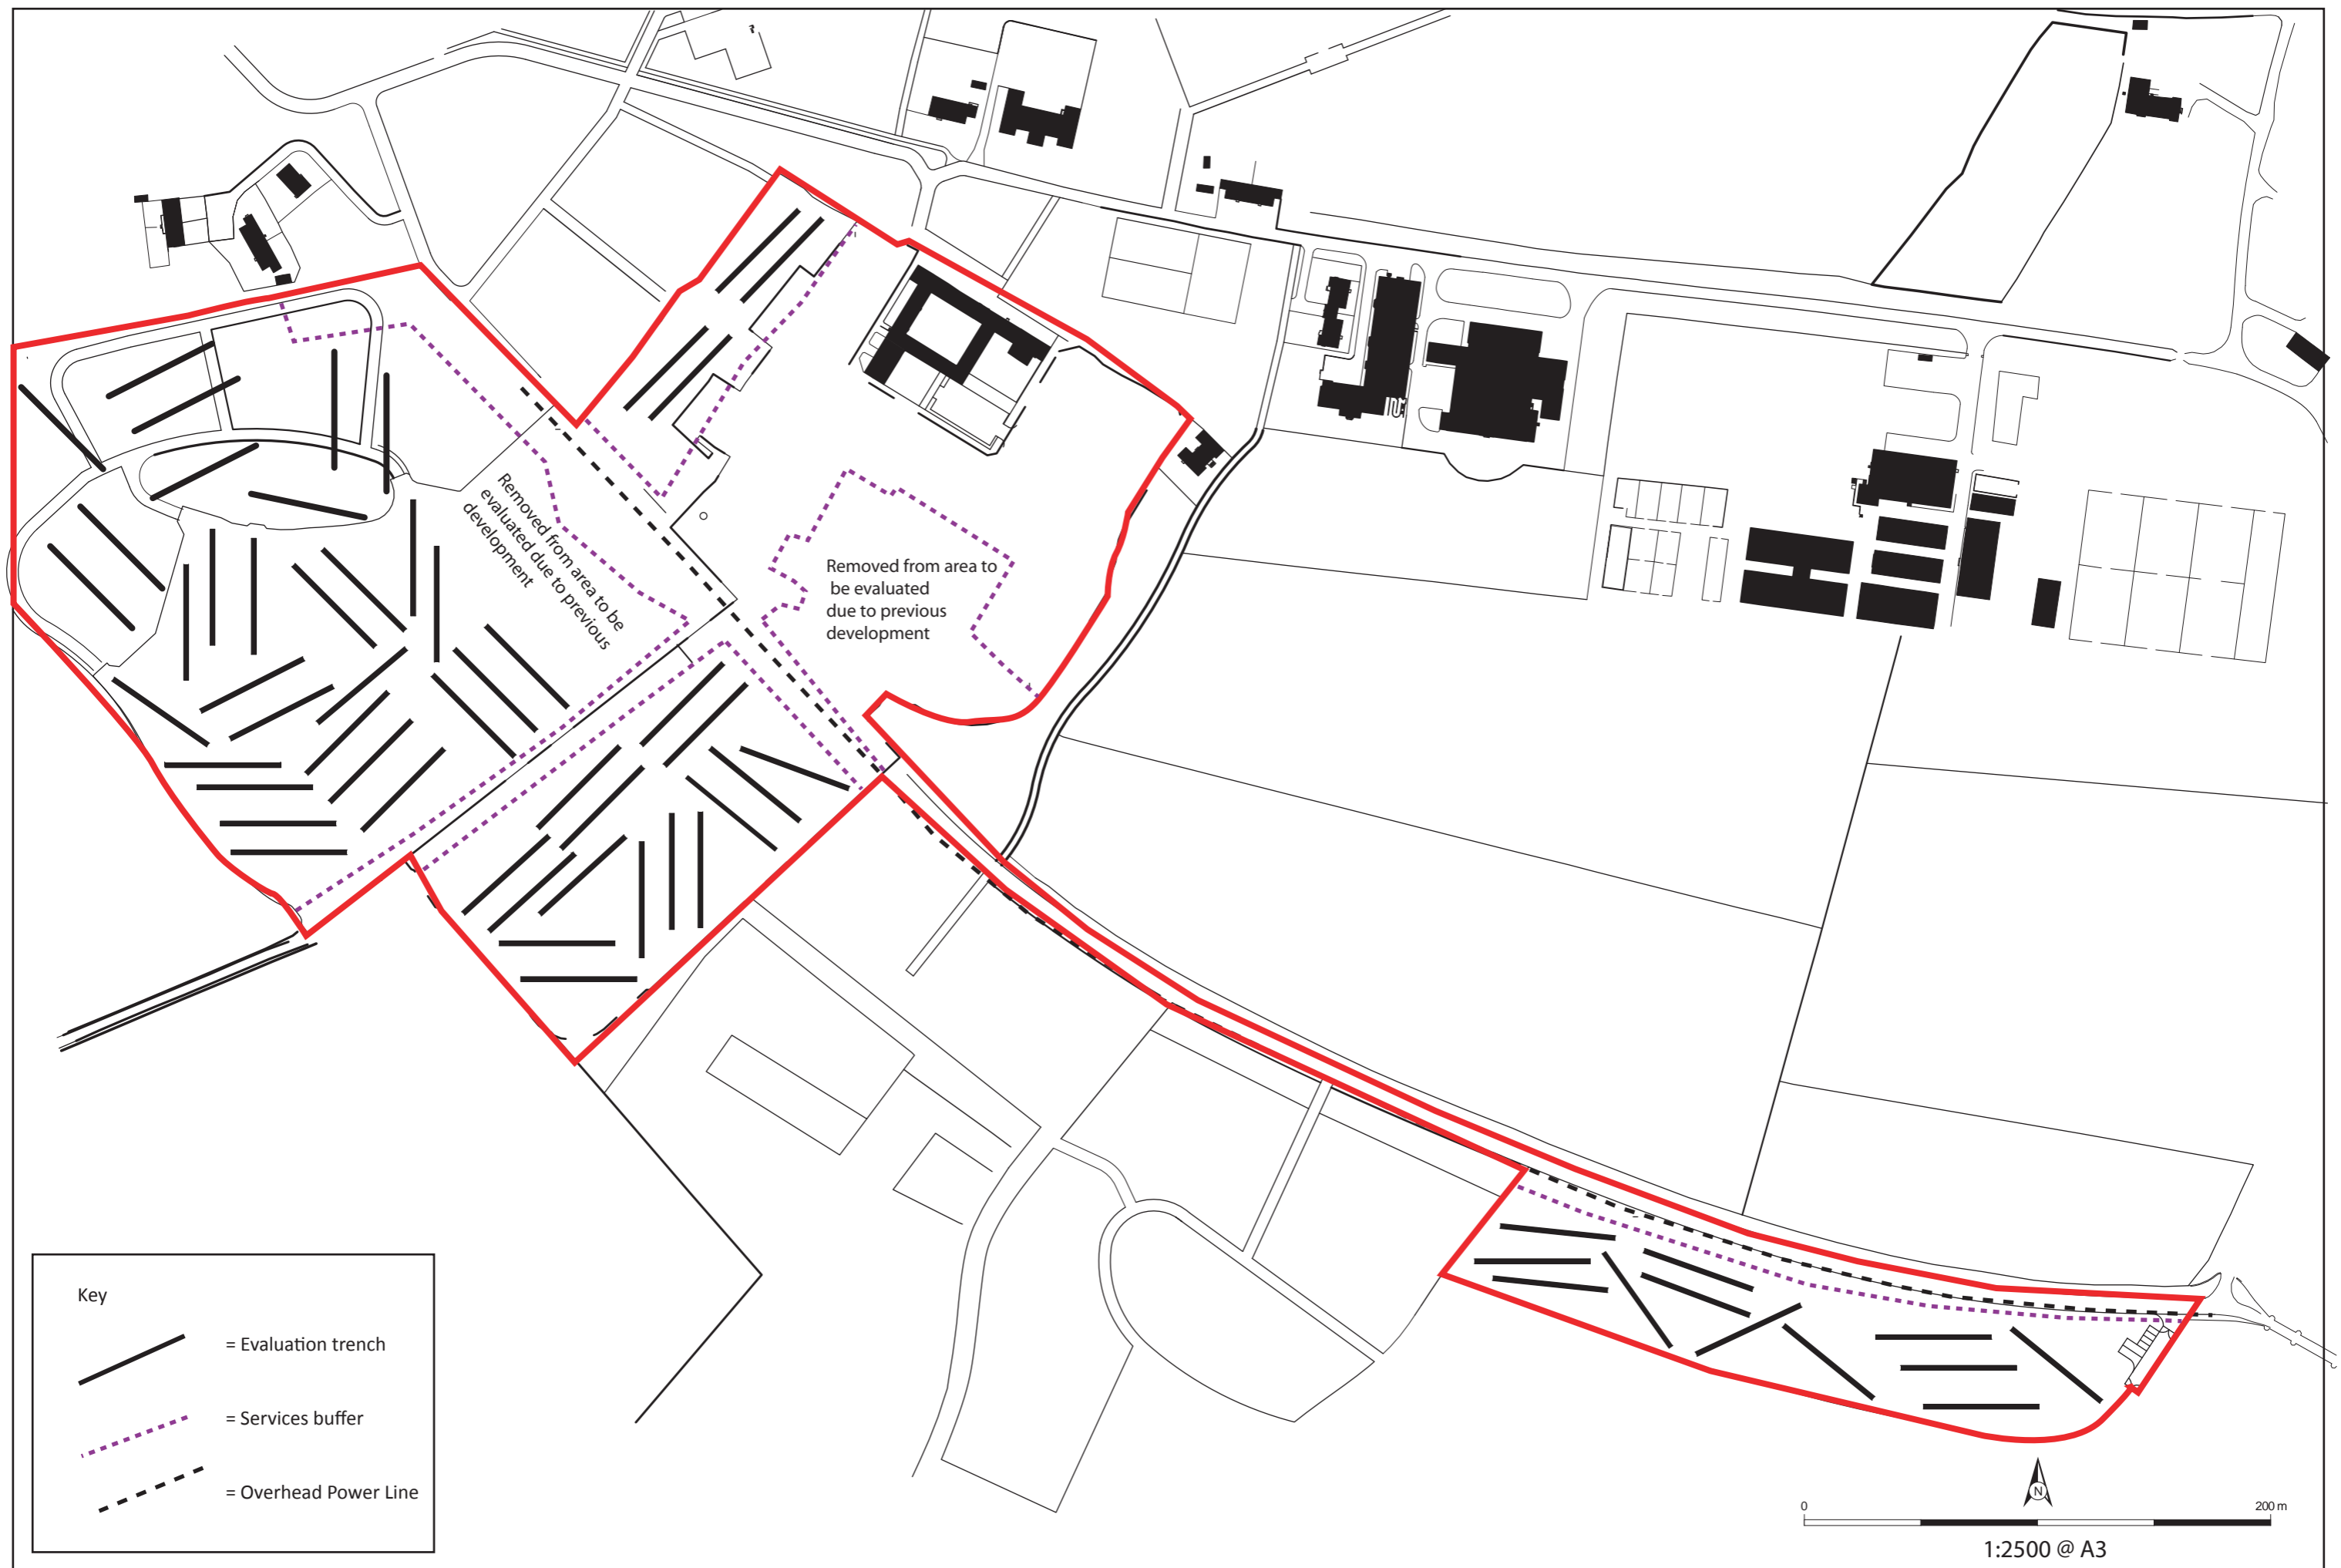 Removed from area to be
evaluated due to previous
development
Removed from area to
be evaluated
due to previous
development
Key
= Evaluation trench
= Services buffer
= Overhead Power Line
N
0
200 m
1:2500 @ A3